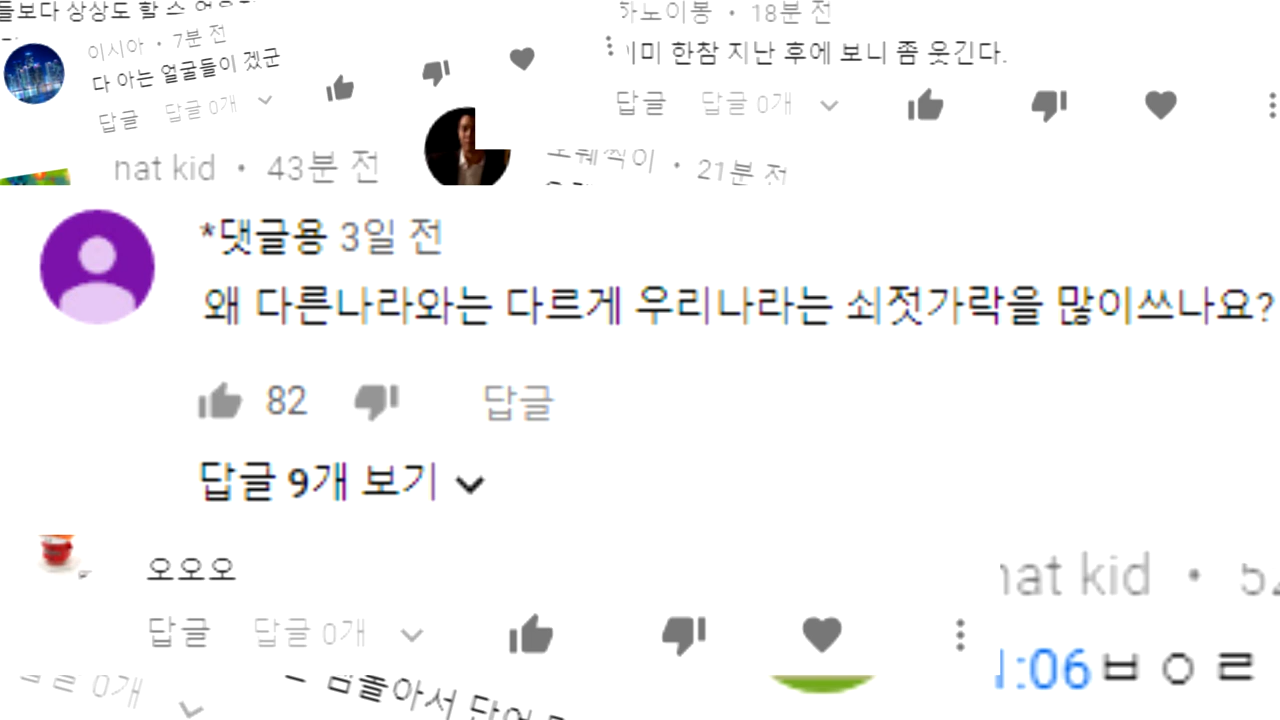 들보다 상상도 할 수
이시아 • 7분 전
다 아는 얼굴들이 겠군
답글 답글 0개
하노이봉 • 18분 전
이미 한참 지난 후에 보니 좀 웃긴다.
답글 답글 0개
nat kid • 43분 전
21분 전
*댓글용 3일 전
왜 다른나라와는 다르게 우리나라는 쇠젓가락을 많이쓰나요?
82 답글
답글 9개 보기
오오오
답글 답글 0개
nat kid •
:06 ㅂ ㅇ ㄹ
0개
돌아서 단어